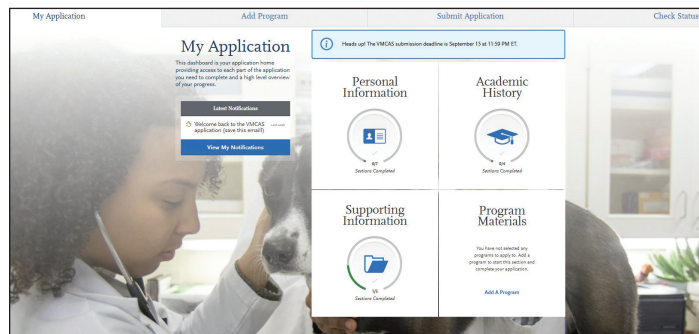 My Application
Add Program
Submit Application
Check Status
My Application
This dashboard is your application home
providing access to each part of the application
you need to complete and a high level overview
of your progress.
Latest Notifications
Welcome back to the VMCAS
application (save this email!)
View My Notifications
Heads up! The VMCAS submission deadline is September 15 at 11:59 PM ET.
Personal
Information
Sections Completed
Academic
History
0/4
Sections Completed
Supporting
Information
Sections Completed
Program
Materials
You have not selected any
programs to apply to. Add a
program to start this section and
complete your application.
Add A Program